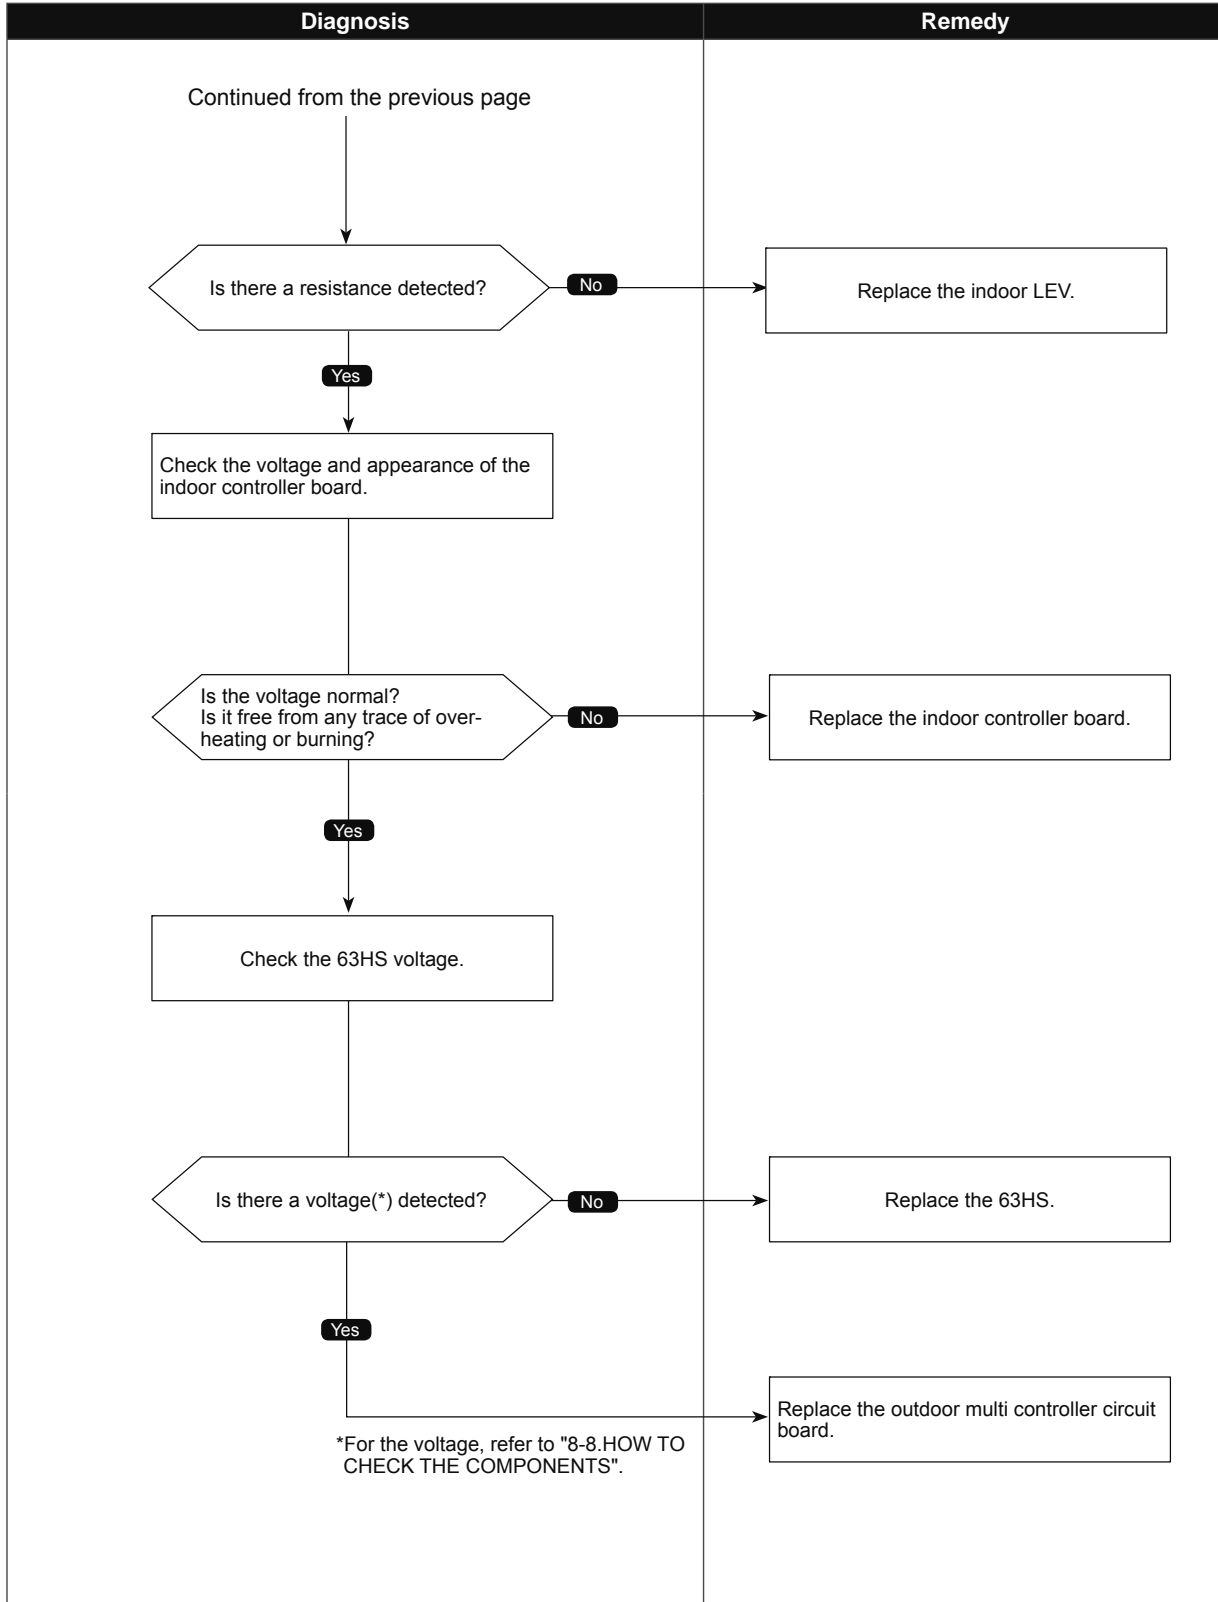 Diagnosis
Remedy
Continued from the previous page
Is there a resistance detected?
No
Replace the indoor LEV.
Yes
Check the voltage and appearance of the
indoor controller board.
Is the voltage normal?
Is it free from any trace of over-
heating or burning?
No
Replace the indoor controller board.
Yes
Check the 63HS voltage.
Is there a voltage(*) detected?
No
Replace the 63HS.
Yes
Replace the outdoor multi controller circuit
board.
*For the voltage, refer to "8-8.HOW TO
CHECK THE COMPONENTS".